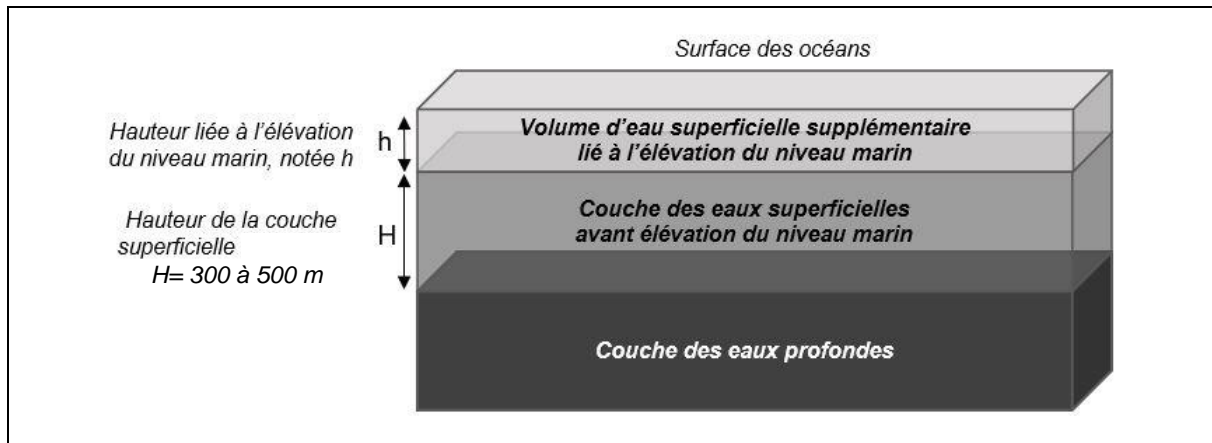 Surface des océans
Hauteur liée à l'élévation
du niveau marin, notée h
h
Volume d'eau superficielle supplémentaire
lié à l'élévation du niveau marin
Hauteur de la couche
superficielle
H= 300 à 500 m
H
Couche des eaux superficielles
avant élévation du niveau marin
Couche des eaux profondes